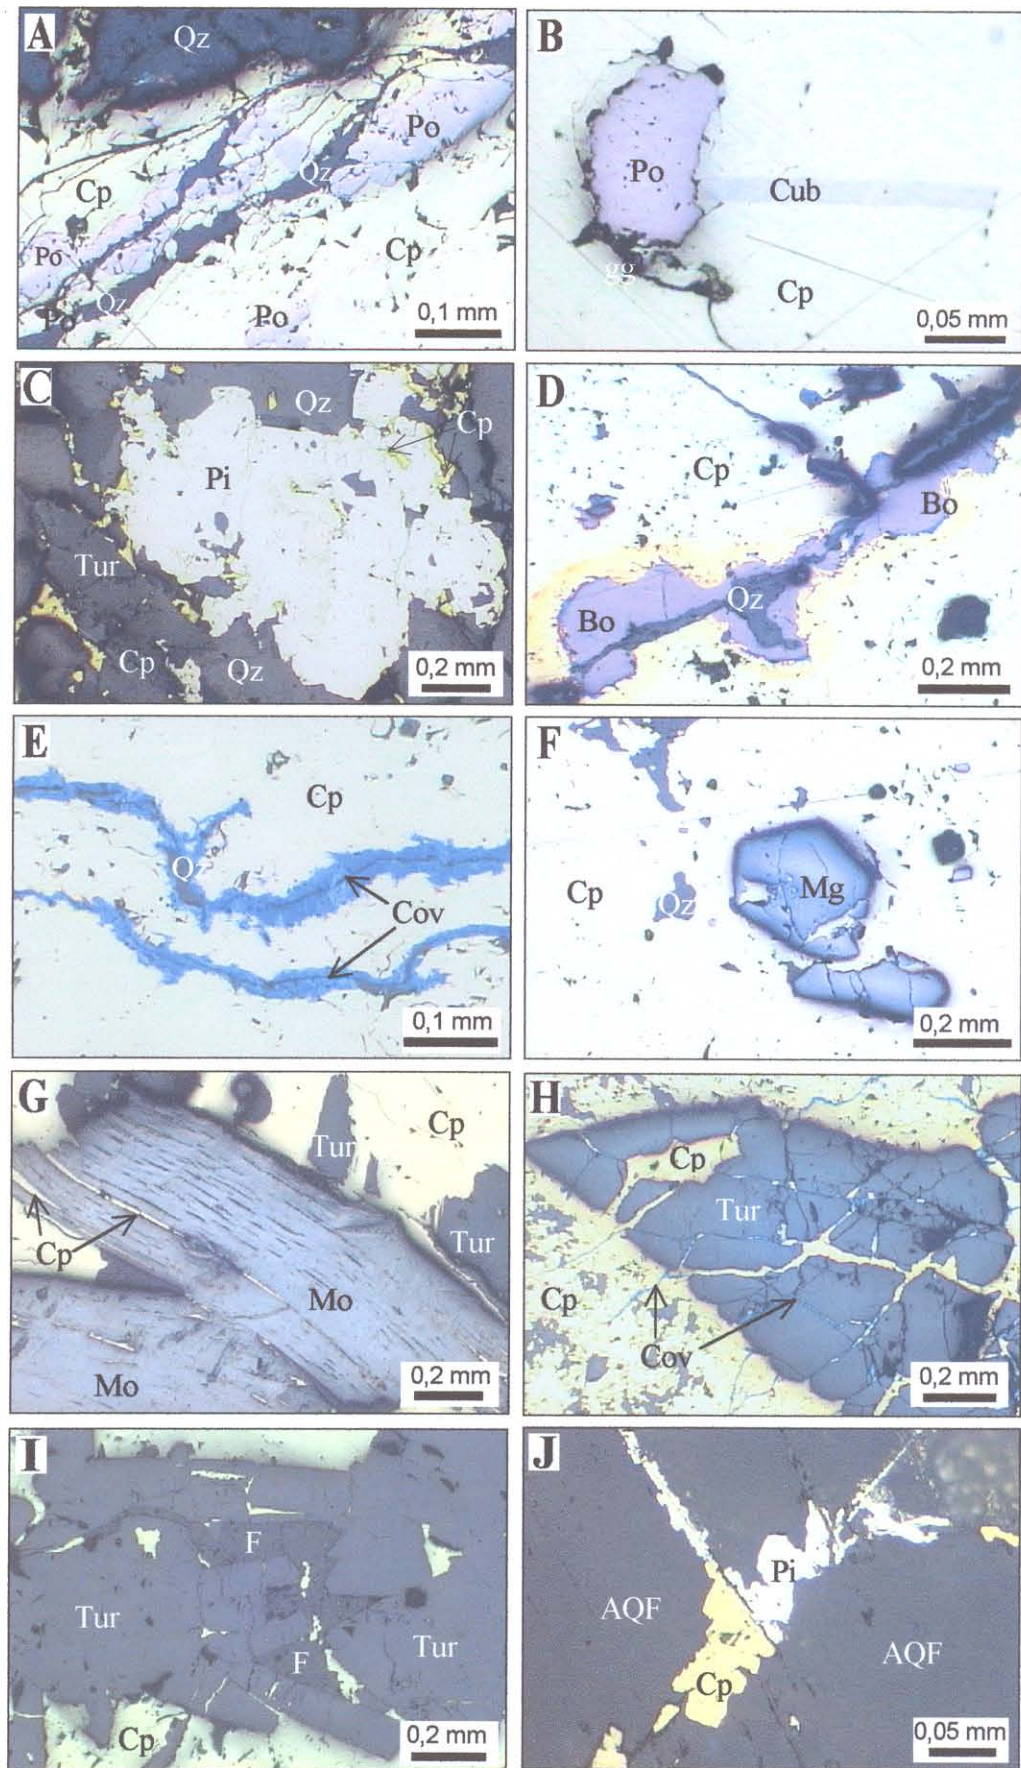 A
Qz
Po
Qz
Cp
Cp
Po
Qz
Po
Po
0,1 mm
B
Po
Cub
gg
Cp
0,05 mm
C
Qz
Cp
Pi
Tur
Cp
Qz
0,2 mm
D
Cp
Bo
Qz
Bo
0,2 mm
E
Cp
Qz
Cov
0,1 mm
F
Mg
Cp
Qz
0,2 mm
G
Cp
Tur
Tur
Cp
Mo
Mo
0,2 mm
H
Cp
Tur
Cp
Cov
0,2 mm
I
F
Tur
Tur
F
Cp
0,2 mm
J
Pi
AQF
AQF
Cp
0,05 mm